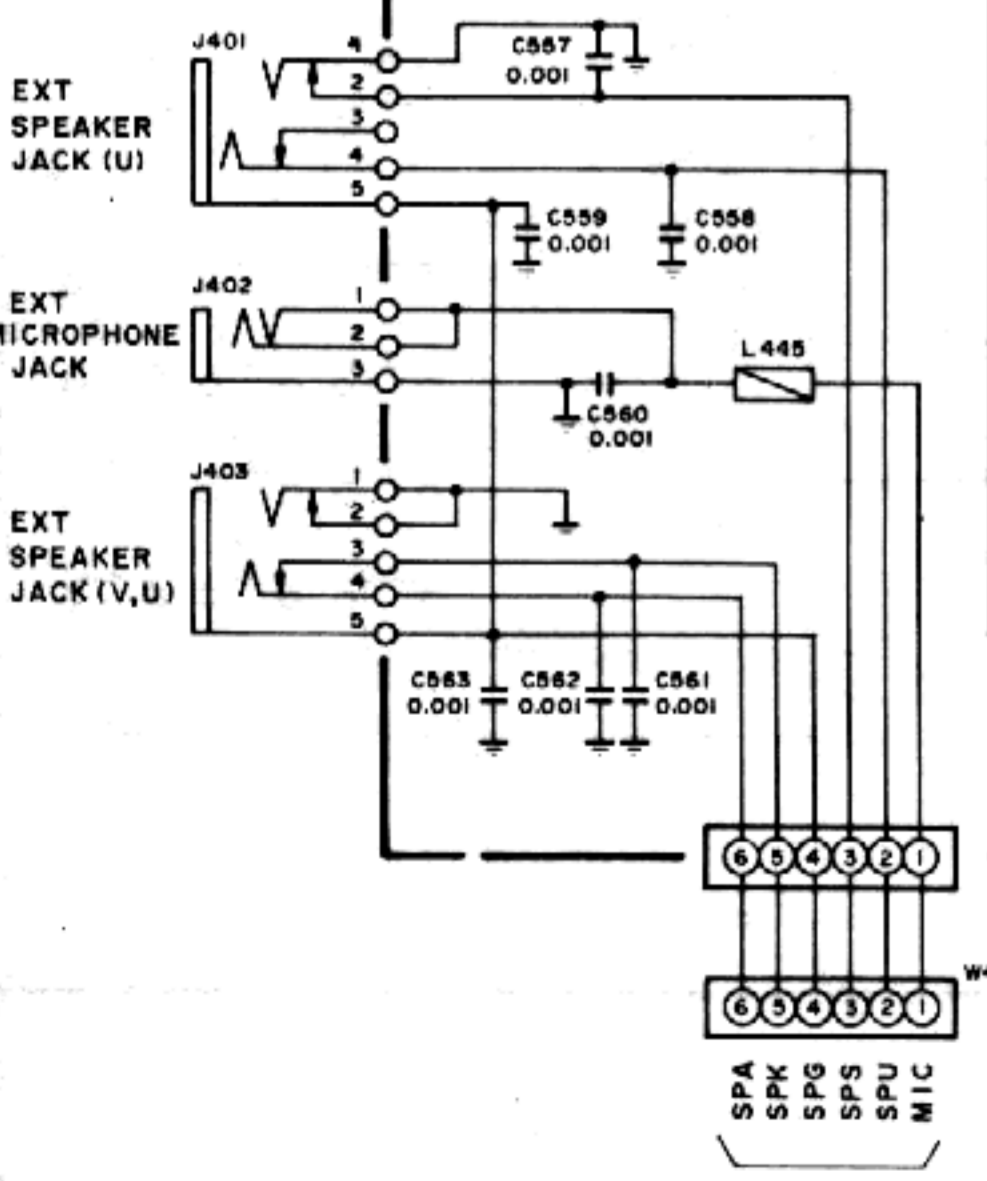 J401
EXT
SPEAKER
JACK (U)
4
2
3
4
5
C557
0.001
C559
0.001
C558
0.001
J402
EXT
MICROPHONE
JACK
1
2
3
L445
C560
0.001
J403
EXT
SPEAKER
JACK (V,U)
1
2
3
4
5
C563
0.001
C562
0.001
C561
0.001
6 5 4 3 2 1
W4
6 5 4 3 2 1
SPA
SPK
SPG
SPS
SPU
MIC